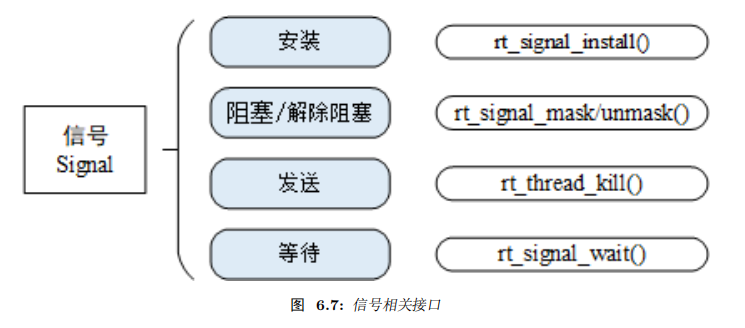 安装
rt_signal_install()
阻塞/解除阻塞
rt_signal_mask/unmask()
信号
Signal
发送
rt_thread_kill()
等待
rt_signal_wait()
图 6.7: 信号相关接口